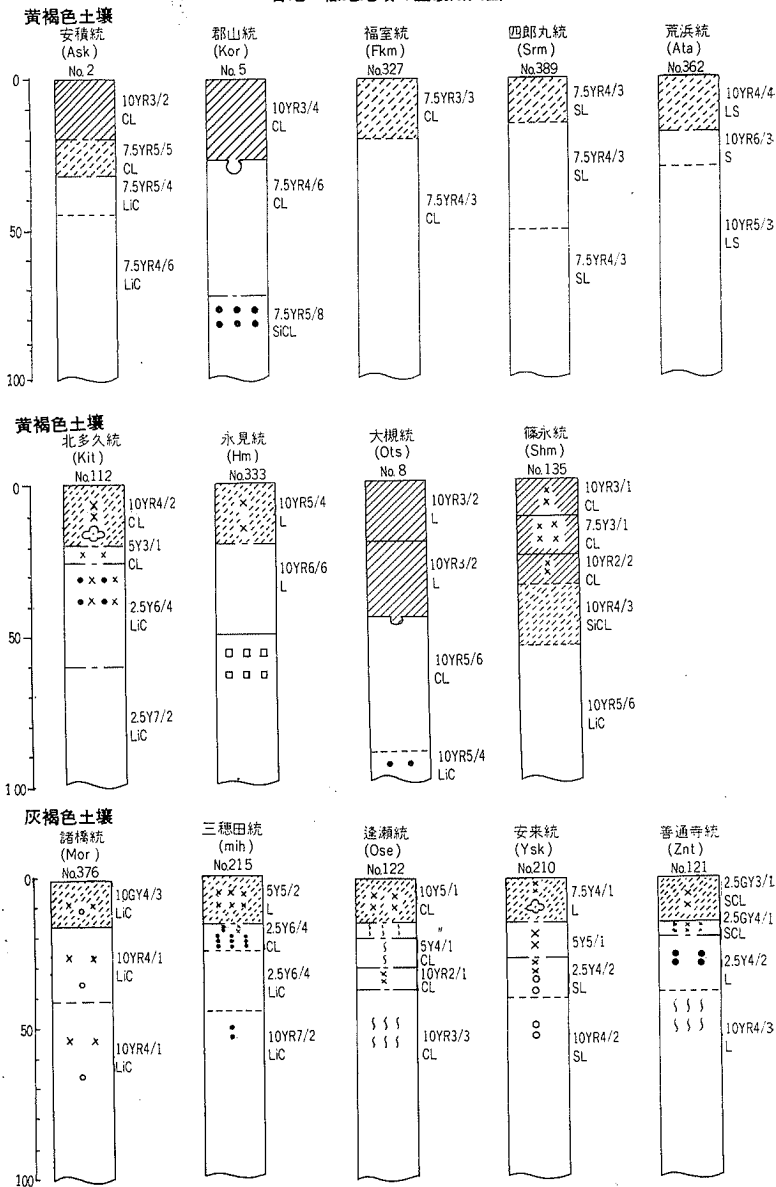 黄褐色土壌
安積統
(Ask)
No.2
0
50
100
10YR3/2
CL
7.5YR5/5
CL
7.5YR5/4
LiC
7.5YR4/6
LiC
郡山統
(Kor)
No.5
10YR3/4
CL
7.5YR4/6
CL
7.5YR5/8
SiCL
福室統
(Fkm)
No.327
7.5YR3/3
CL
7.5YR4/3
CL
四郎丸統
(Srm)
No.389
7.5YR4/3
SL
7.5YR4/3
SL
7.5YR4/3
SL
荒浜統
(Ata)
No.362
10YR4/4
LS
10YR6/3
S
10YR5/3
LS
黄褐色土壌
北多久統
(Kit)
No.112
0
50
100
10YR4/2
CL
5Y3/1
CL
2.5Y6/4
LiC
2.5Y7/2
LiC
永見統
(Hm)
No.333
10YR5/4
L
10YR6/6
L
大槻統
(Ots)
No.8
10YR3/2
L
10YR3/2
L
10YR5/6
CL
10YR5/4
LiC
篠永統
(Shm)
No.135
10YR3/1
CL
7.5Y3/1
CL
10YR2/2
CL
10YR4/3
SiCL
10YR5/6
LiC
灰褐色土壌
諸橋統
(Mor)
No.376
0
50
100
10GY4/3
LiC
10YR4/1
LiC
10YR4/1
LiC
三穂田統
(mih)
No.215
5Y5/2
L
2.5Y6/4
CL
2.5Y6/4
LiC
10YR7/2
LiC
逢瀬統
(Ose)
No.122
10Y5/1
CL
〃
5Y4/1
CL
10YR2/1
CL
10YR3/3
CL
安来統
(Ysk)
No.210
7.5Y4/1
L
5Y5/1
2.5Y4/2
SL
10YR4/2
SL
善通寺統
(Znt)
No.121
2.5GY3/1
SCL
2.5GY4/1
SCL
2.5Y4/2
L
10YR4/3
L